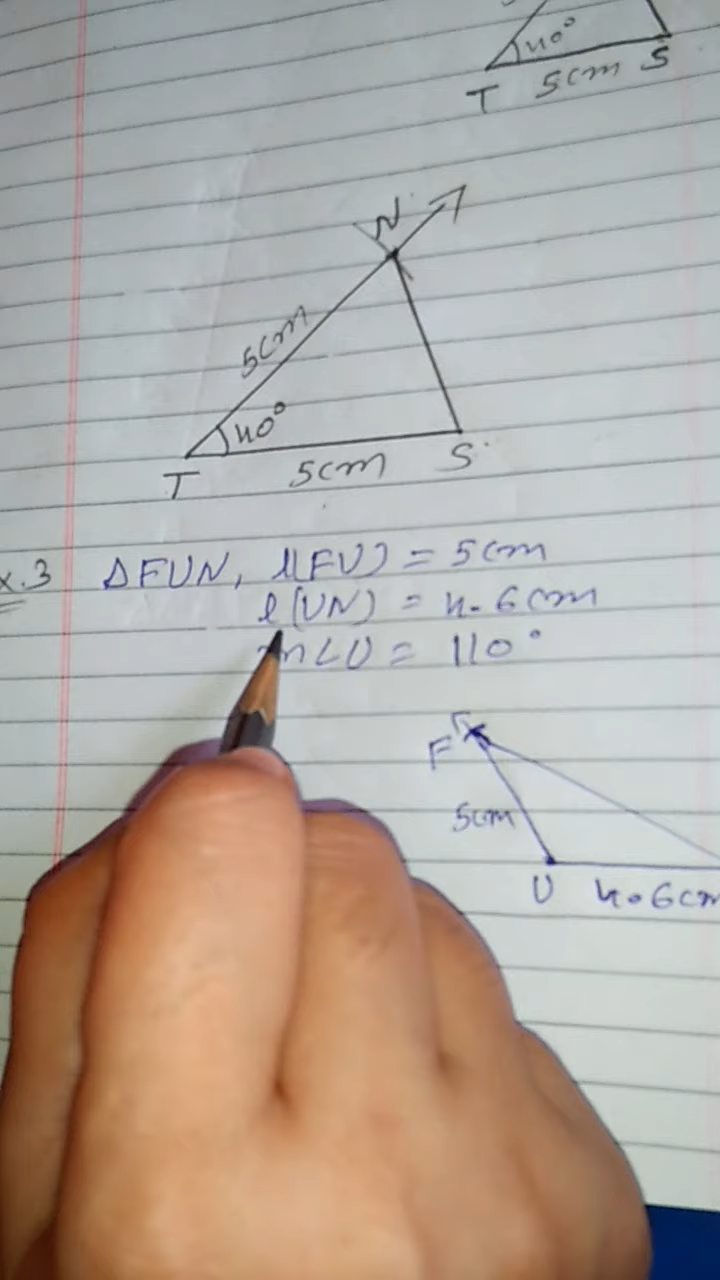 40°
T 5cm S
N
5cm
40°
T 5cm S
x.3 ΔFUN, l(FU) = 5cm
l(UN) = 4.6cm
m∠U = 110°
F
5cm
U 4.6cm